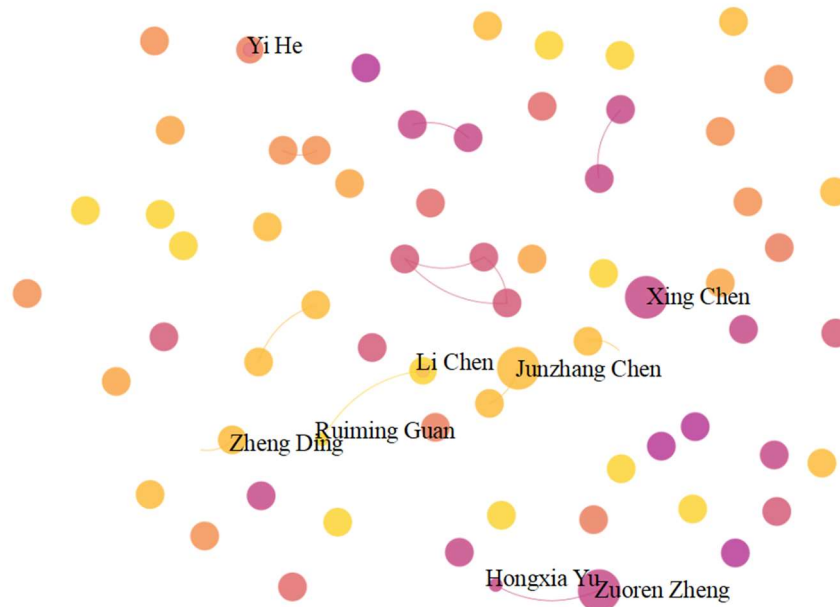 Yi He
Xing Chen
Li Chen
Junzhang Chen
Ruiming Guan
Zheng Ding
Hongxia Yu
Zuoren Zheng